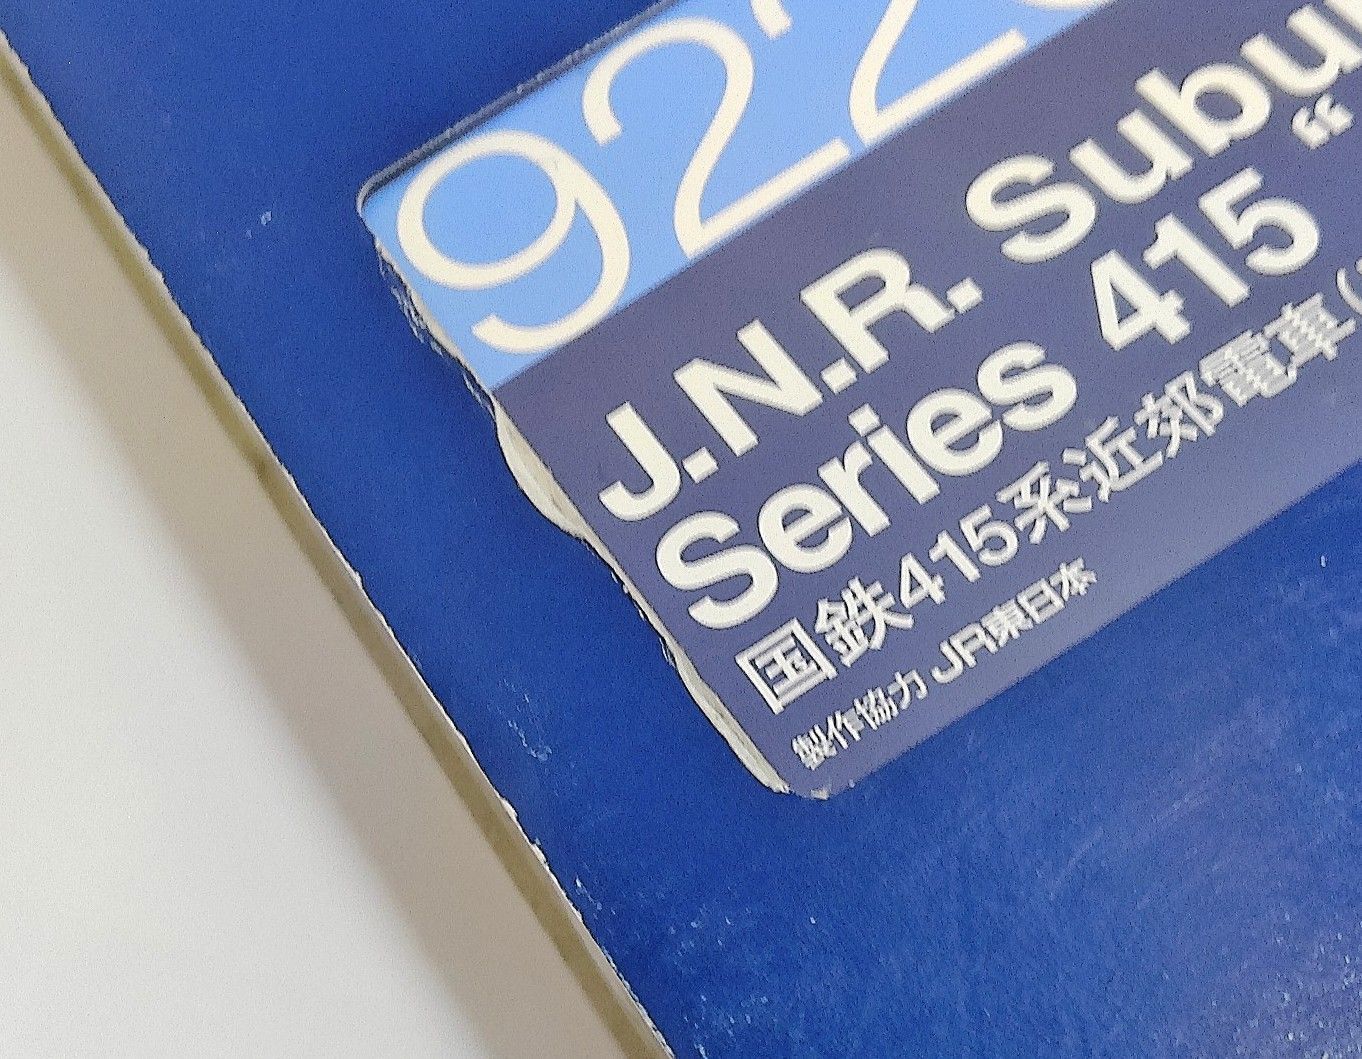 922
J.N.R.
Series 415 "
国鉄415系近郊電車(
製作協力 JR東日本